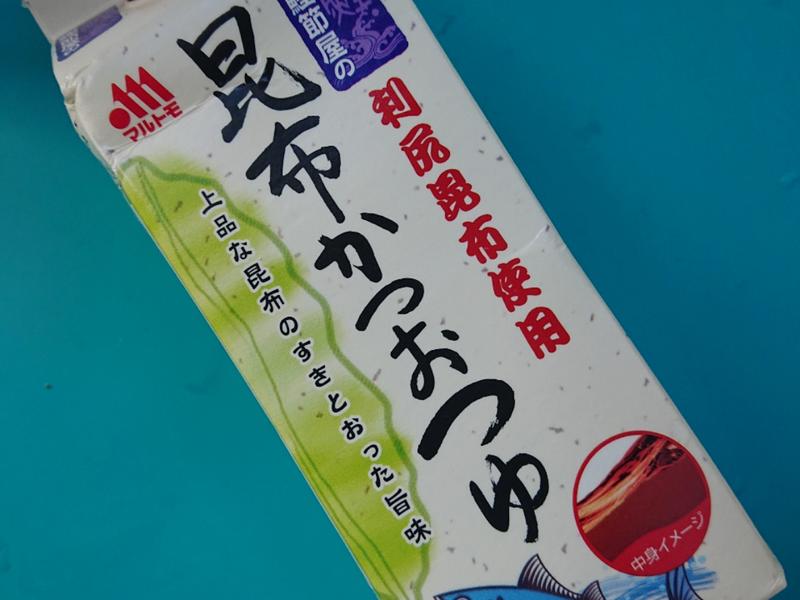 鰹節屋の
昆布かつおつゆ
利尻昆布使用
マルトモ
上品な昆布のすきとおった旨味
中身イメージ